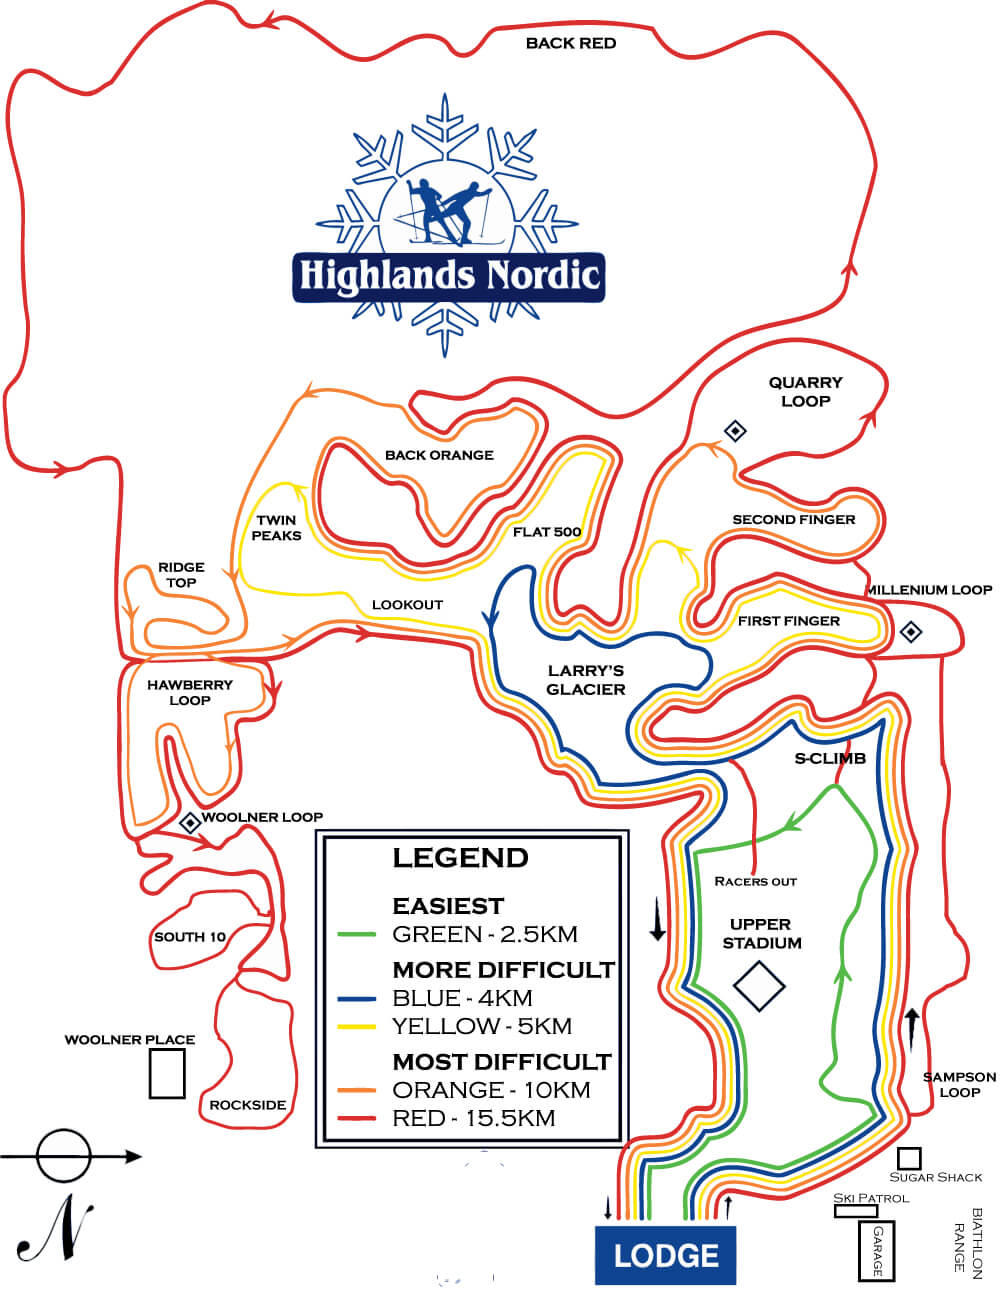 BACK RED
Highlands Nordic
QUARRY
LOOP
BACK ORANGE
TWIN
PEAKS
FLAT 500
SECOND FINGER
RIDGE
TOP
LOOKOUT
MILLENIUM LOOP
FIRST FINGER
LARRY'S
GLACIER
HAWBERRY
LOOP
S-CLIMB
WOOLNER LOOP
RACERS OUT
LEGEND
EASIEST
GREEN - 2.5KM
MORE DIFFICULT
BLUE - 4KM
YELLOW - 5KM
MOST DIFFICULT
ORANGE - 10KM
RED - 15.5KM
UPPER
STADIUM
SOUTH 10
WOOLNER PLACE
ROCKSIDE
SAMPSON
LOOP
N
SUGAR SHACK
SKI PATROL
GARAGE
BIATHLON
RANGE
LODGE